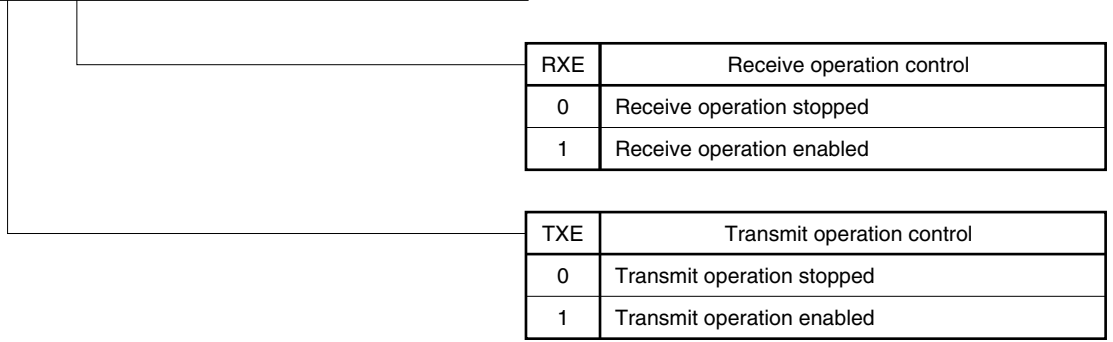 RXE Receive operation control
0 Receive operation stopped
1 Receive operation enabled
TXE Transmit operation control
0 Transmit operation stopped
1 Transmit operation enabled